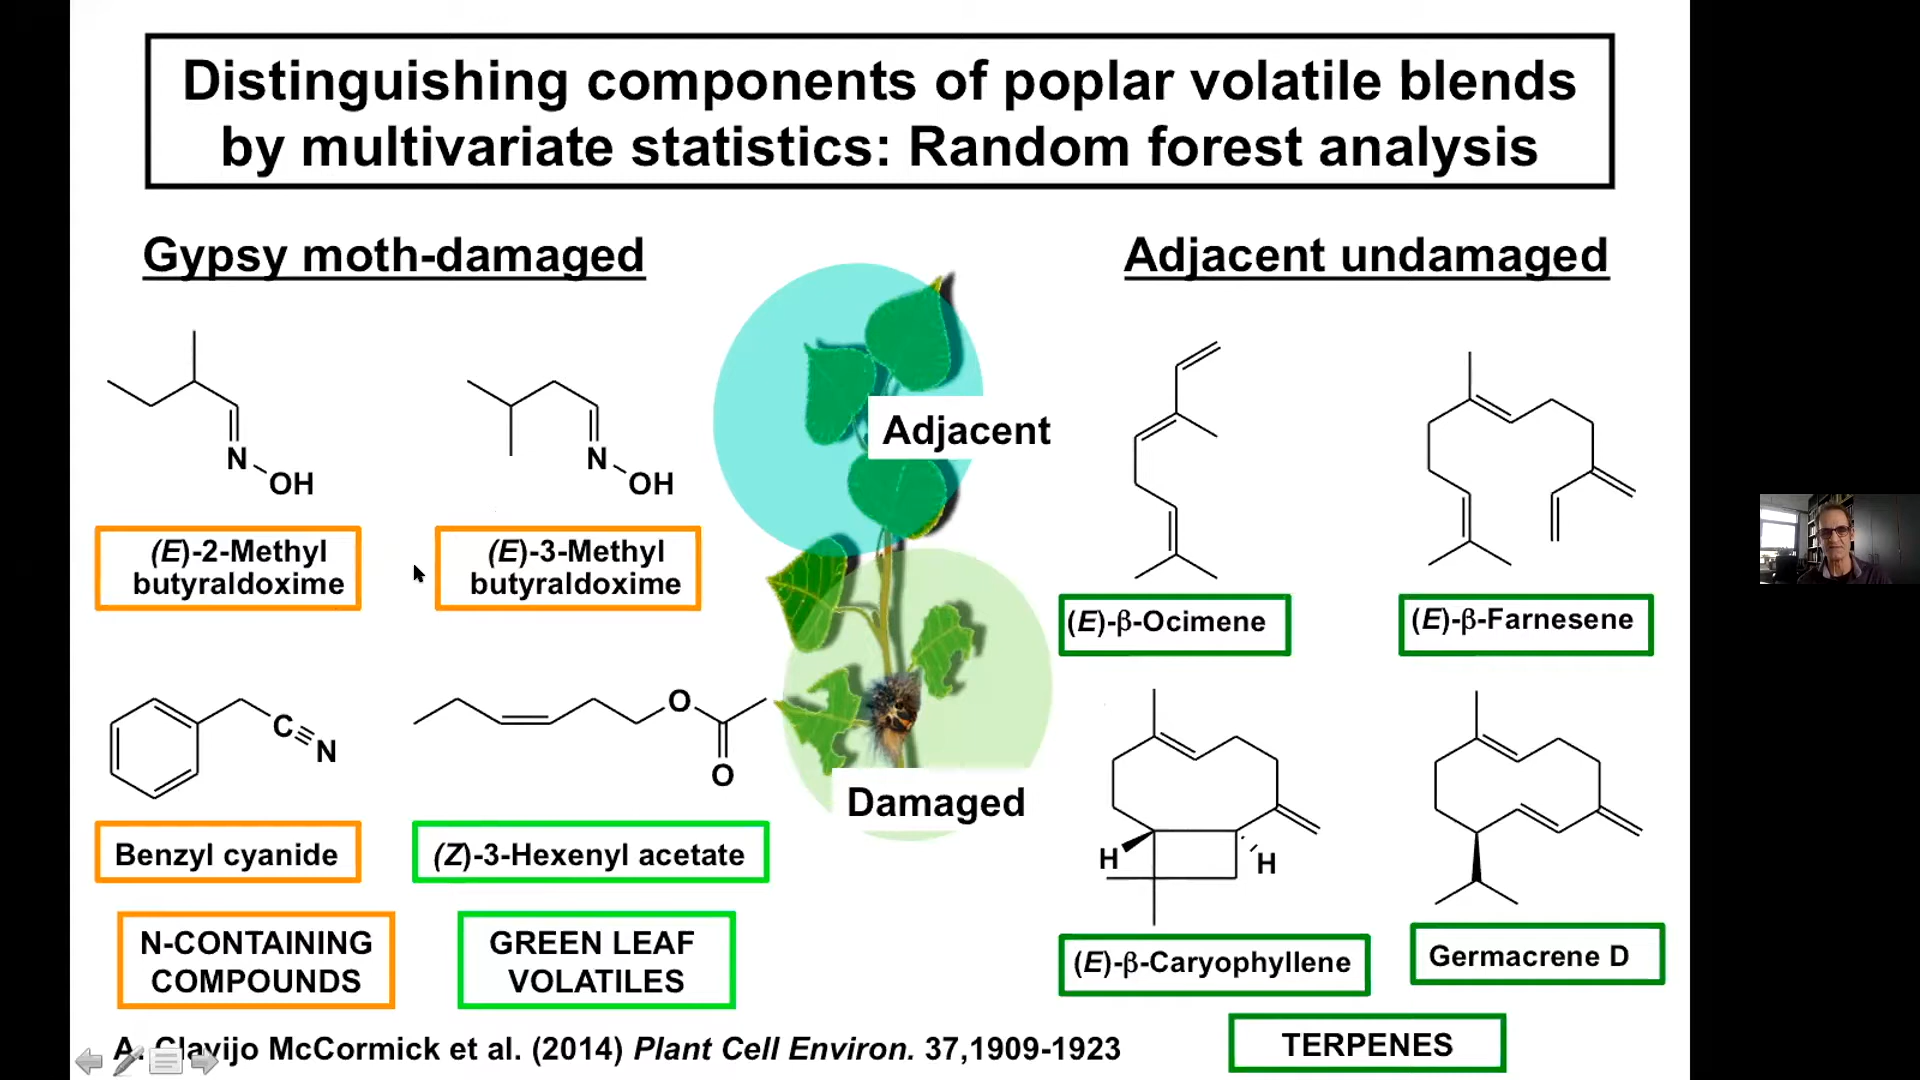 Distinguishing components of poplar volatile blends
by multivariate statistics: Random forest analysis
Gypsy moth-damaged
Adjacent undamaged
N
OH
N
OH
(E)-2-Methyl
butyraldoxime
(E)-3-Methyl
butyraldoxime
Adjacent
(E)-β-Ocimene
(E)-β-Farnesene
C
N
O
O
Benzyl cyanide
(Z)-3-Hexenyl acetate
Damaged
H
H
(E)-β-Caryophyllene
Germacrene D
N-CONTAINING
COMPOUNDS
GREEN LEAF
VOLATILES
TERPENES
A. Clavijo McCormick et al. (2014) Plant Cell Environ. 37,1909-1923